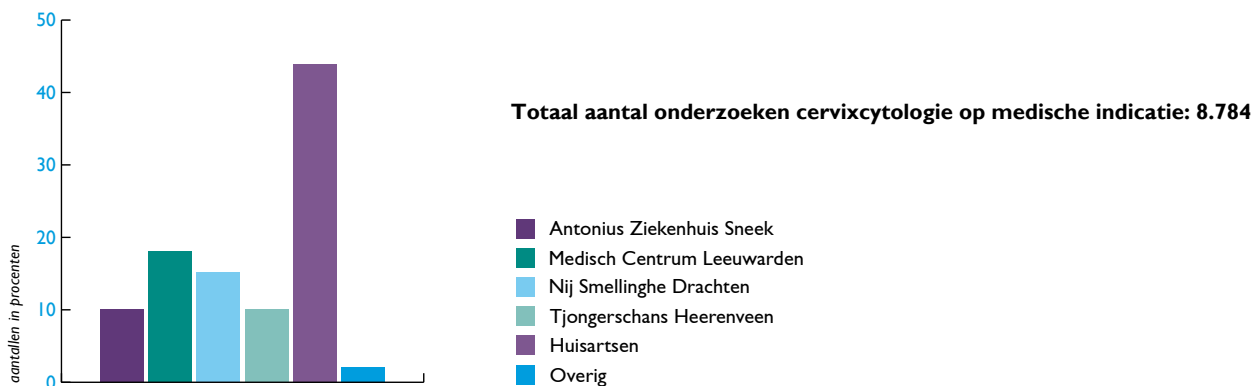 50
40
30
20
10
0
aantallen in procenten
Totaal aantal onderzoeken cervixcytologie op medische indicatie: 8.784
Antonius Ziekenhuis Sneek
Medisch Centrum Leeuwarden
Nij Smellinghe Drachten
Tjongerschans Heerenveen
Huisartsen
Overig